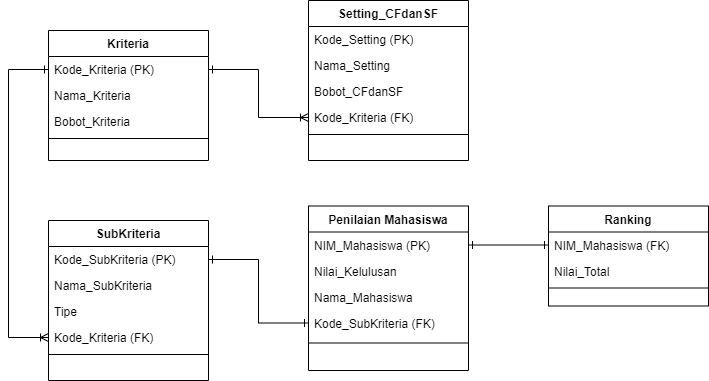 Kriteria
Kode_Kriteria (PK)
Nama_Kriteria
Bobot_Kriteria
Setting_CFdanSF
Kode_Setting (PK)
Nama_Setting
Bobot_CFdanSF
Kode_Kriteria (FK)
SubKriteria
Kode_SubKriteria (PK)
Nama_SubKriteria
Tipe
Kode_Kriteria (FK)
Penilaian Mahasiswa
NIM_Mahasiswa (PK)
Nilai_Kelulusan
Nama_Mahasiswa
Kode_SubKriteria (FK)
Ranking
NIM_Mahasiswa (FK)
Nilai_Total